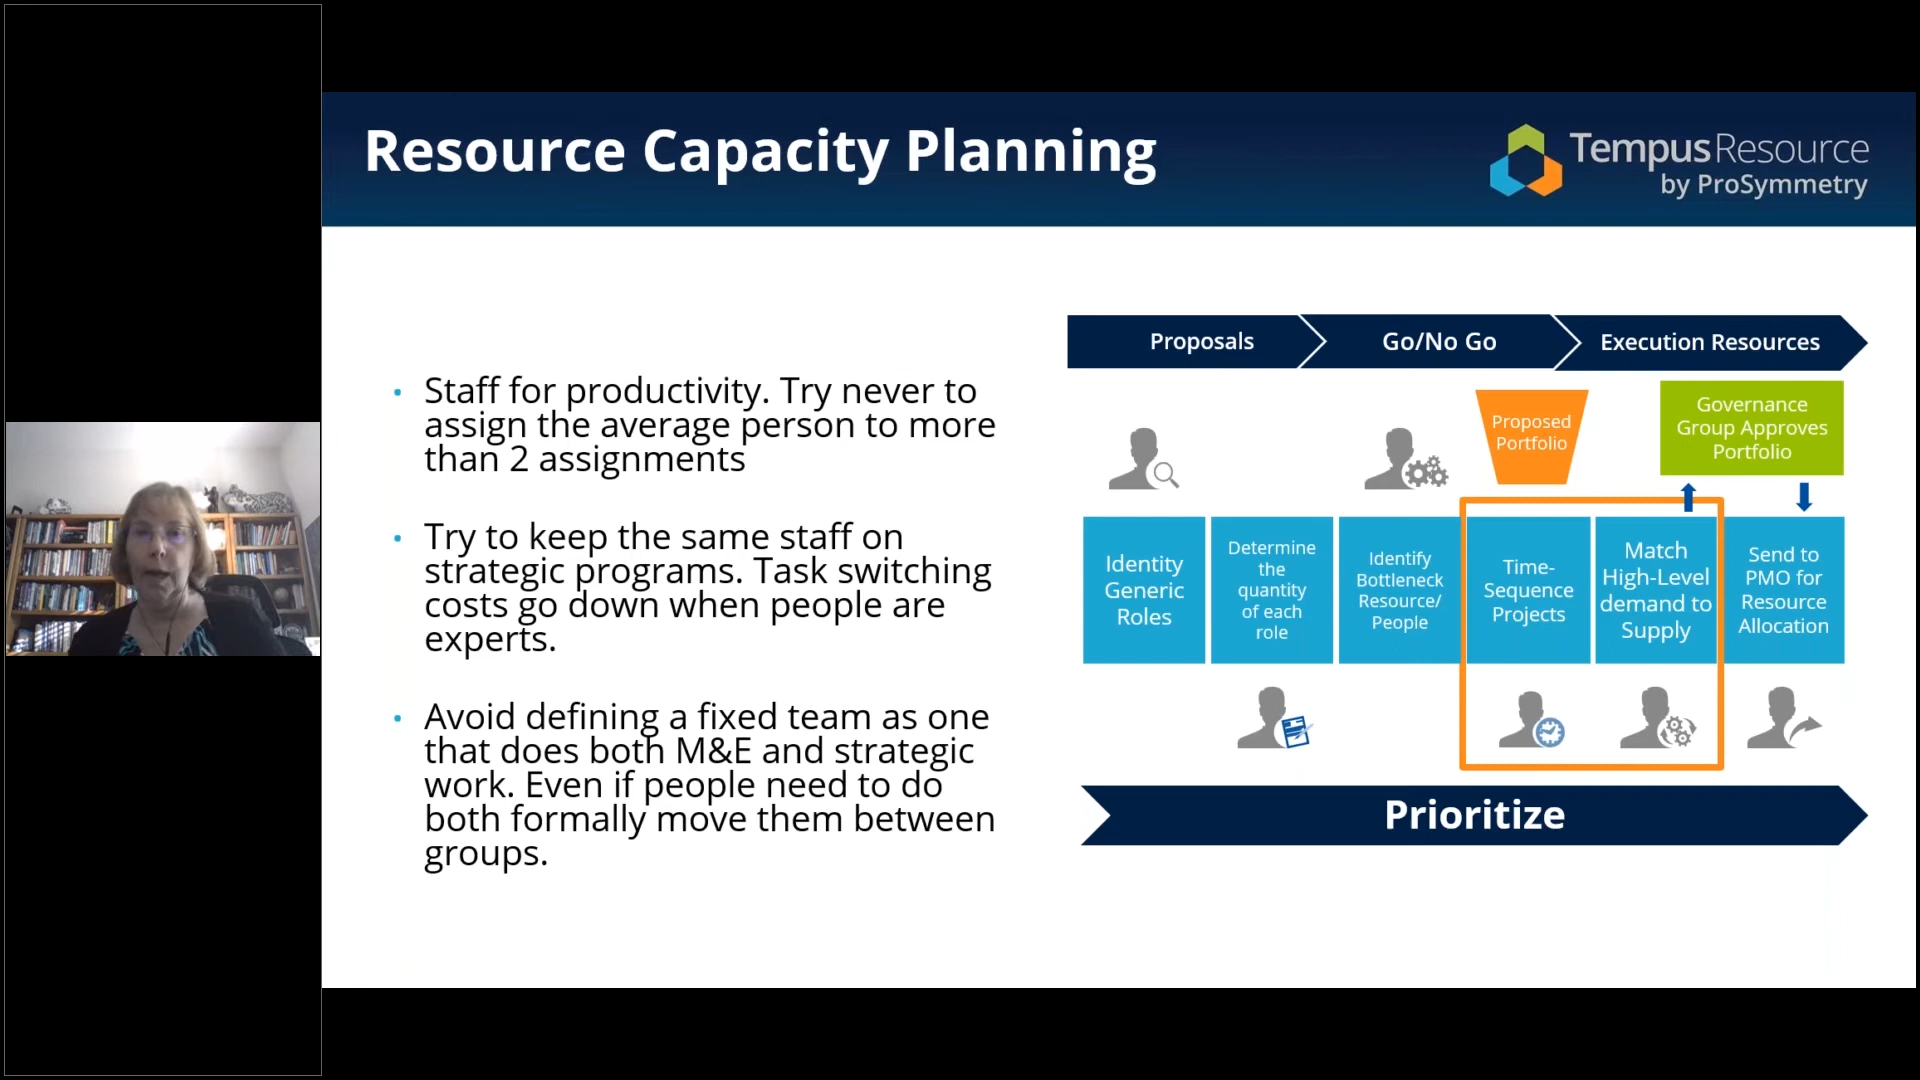 Resource Capacity Planning
TempusResource
by ProSymmetry
• Staff for productivity. Try never to
assign the average person to more
than 2 assignments
• Try to keep the same staff on
strategic programs. Task switching
costs go down when people are
experts.
• Avoid defining a fixed team as one
that does both M&E and strategic
work. Even if people need to do
both formally move them between
groups.
Proposals
Go/No Go
Execution Resources
Proposed
Portfolio
Governance
Group Approves
Portfolio
Identity
Generic
Roles
Determine
the
quantity
of each
role
Identify
Bottleneck
Resource/
People
Time-
Sequence
Projects
Match
High-Level
demand to
Supply
Send to
PMO for
Resource
Allocation
Prioritize